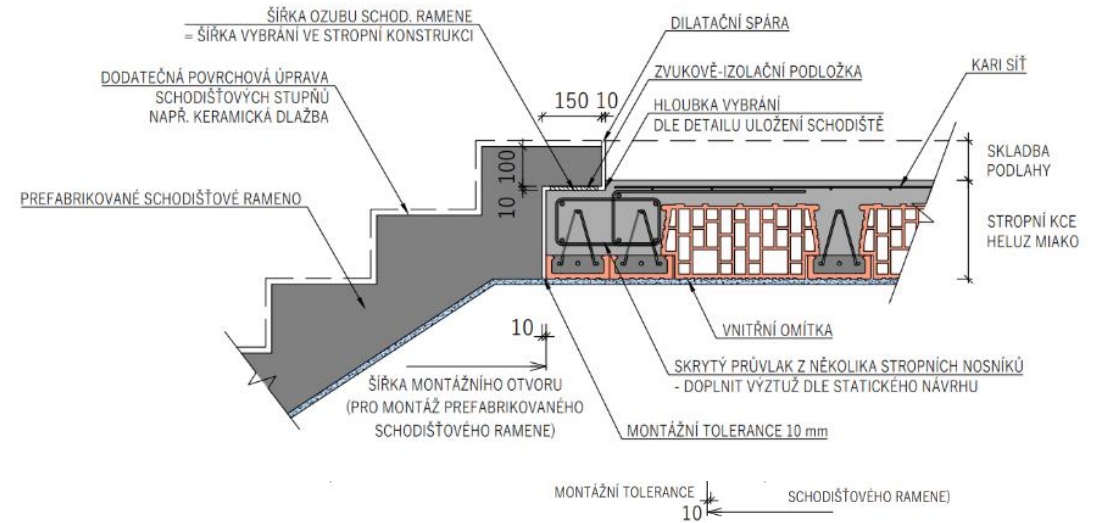 ŠÍŘKA OZUBU SCHOD. RAMENE
= ŠÍŘKA VYBRÁNÍ VE STROPNÍ KONSTRUKCI
DILATAČNÍ SPÁRA
DODATEČNÁ POVRCHOVÁ ÚPRAVA
SCHODIŠŤOVÝCH STUPŇŮ
NAPŘ. KERAMICKÁ DLAŽBA
ZVUKOVĚ-IZOLAČNÍ PODLOŽKA
KARI SÍŤ
150 10
HLOUBKA VYBRÁNÍ
DLE DETAILU ULOŽENÍ SCHODIŠTĚ
100
10
SKLADBA
PODLAHY
PREFABRIKOVANÉ SCHODIŠŤOVÉ RAMENO
STROPNÍ KCE
HELUZ MIAKO
10
VNITŘNÍ OMÍTKA
SKRYTÝ PRŮVLAK Z NĚKOLIKA STROPNÍCH NOSNÍKŮ
- DOPLNIT VÝZTUŽ DLE STATICKÉHO NÁVRHU
ŠÍŘKA MONTÁŽNÍHO OTVORU
(PRO MONTÁŽ PREFABRIKOVANÉHO
SCHODIŠŤOVÉHO RAMENE)
MONTÁŽNÍ TOLERANCE 10 mm
MONTÁŽNÍ TOLERANCE
10
SCHODIŠŤOVÉHO RAMENE)